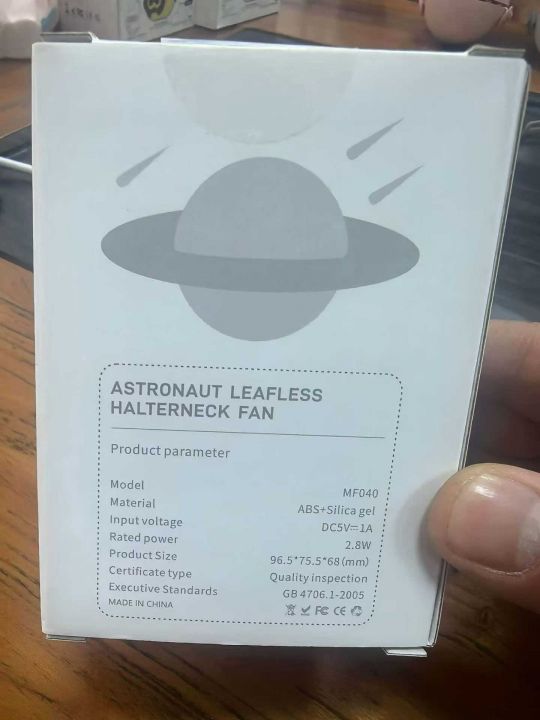 ASTRONAUT LEAFLESS
HALTERNECK FAN
Product parameter
Model MF040
Material ABS+Silica gel
Input voltage DC5V⎓1A
Rated power 2.8W
Product Size 96.5*75.5*68(mm)
Certificate type Quality inspection
Executive Standards GB 4706.1-2005
MADE IN CHINA FC CE